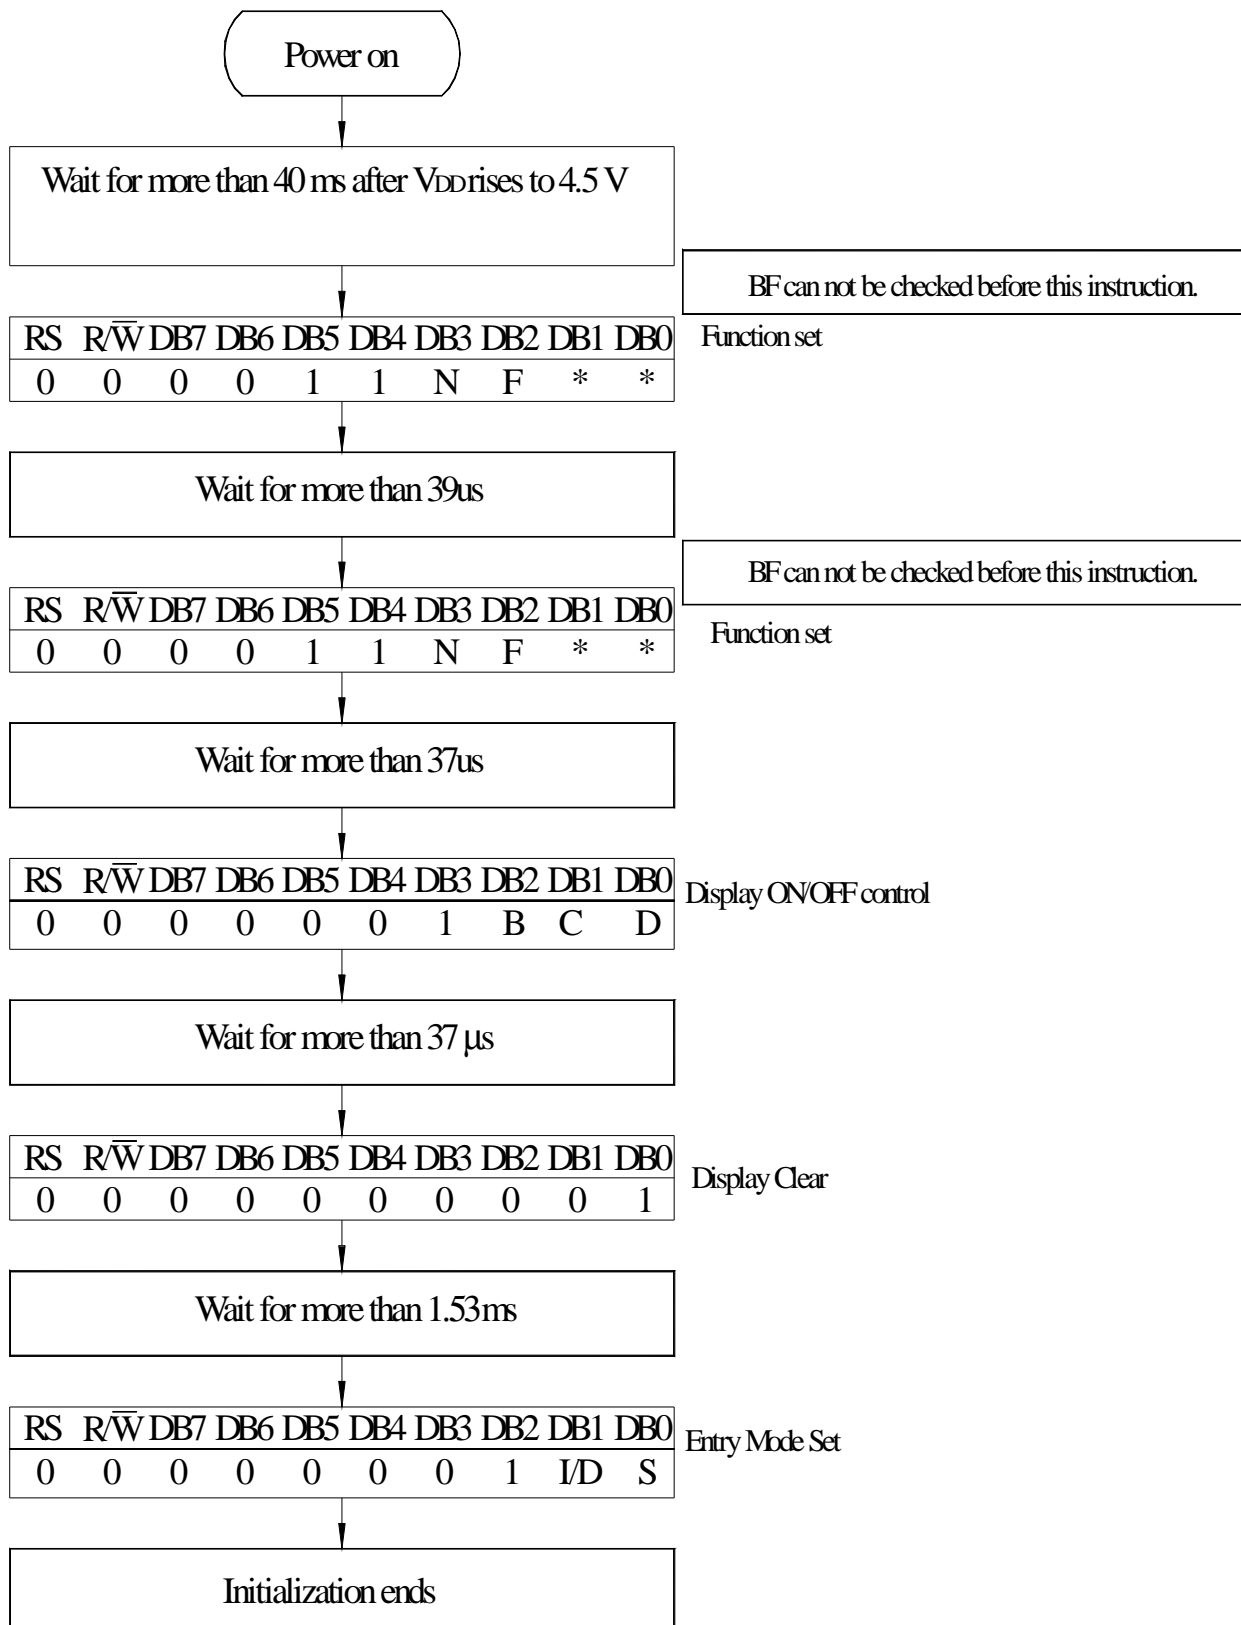 Power on
Wait for more than 40 ms after VDD rises to 4.5 V
BF can not be checked before this instruction.
RS R/W̅ DB7 DB6 DB5 DB4 DB3 DB2 DB1 DB0 Function set
0 0 0 0 1 1 N F * *
Wait for more than 39us
BF can not be checked before this instruction.
RS R/W̅ DB7 DB6 DB5 DB4 DB3 DB2 DB1 DB0
Function set
0 0 0 0 1 1 N F * *
Wait for more than 37us
RS R/W̅ DB7 DB6 DB5 DB4 DB3 DB2 DB1 DB0
Display ON/OFF control
0 0 0 0 0 0 1 B C D
Wait for more than 37 μs
RS R/W̅ DB7 DB6 DB5 DB4 DB3 DB2 DB1 DB0
Display Clear
0 0 0 0 0 0 0 0 0 1
Wait for more than 1.53ms
RS R/W̅ DB7 DB6 DB5 DB4 DB3 DB2 DB1 DB0
Entry Mode Set
0 0 0 0 0 0 0 1 I/D S
Initialization ends